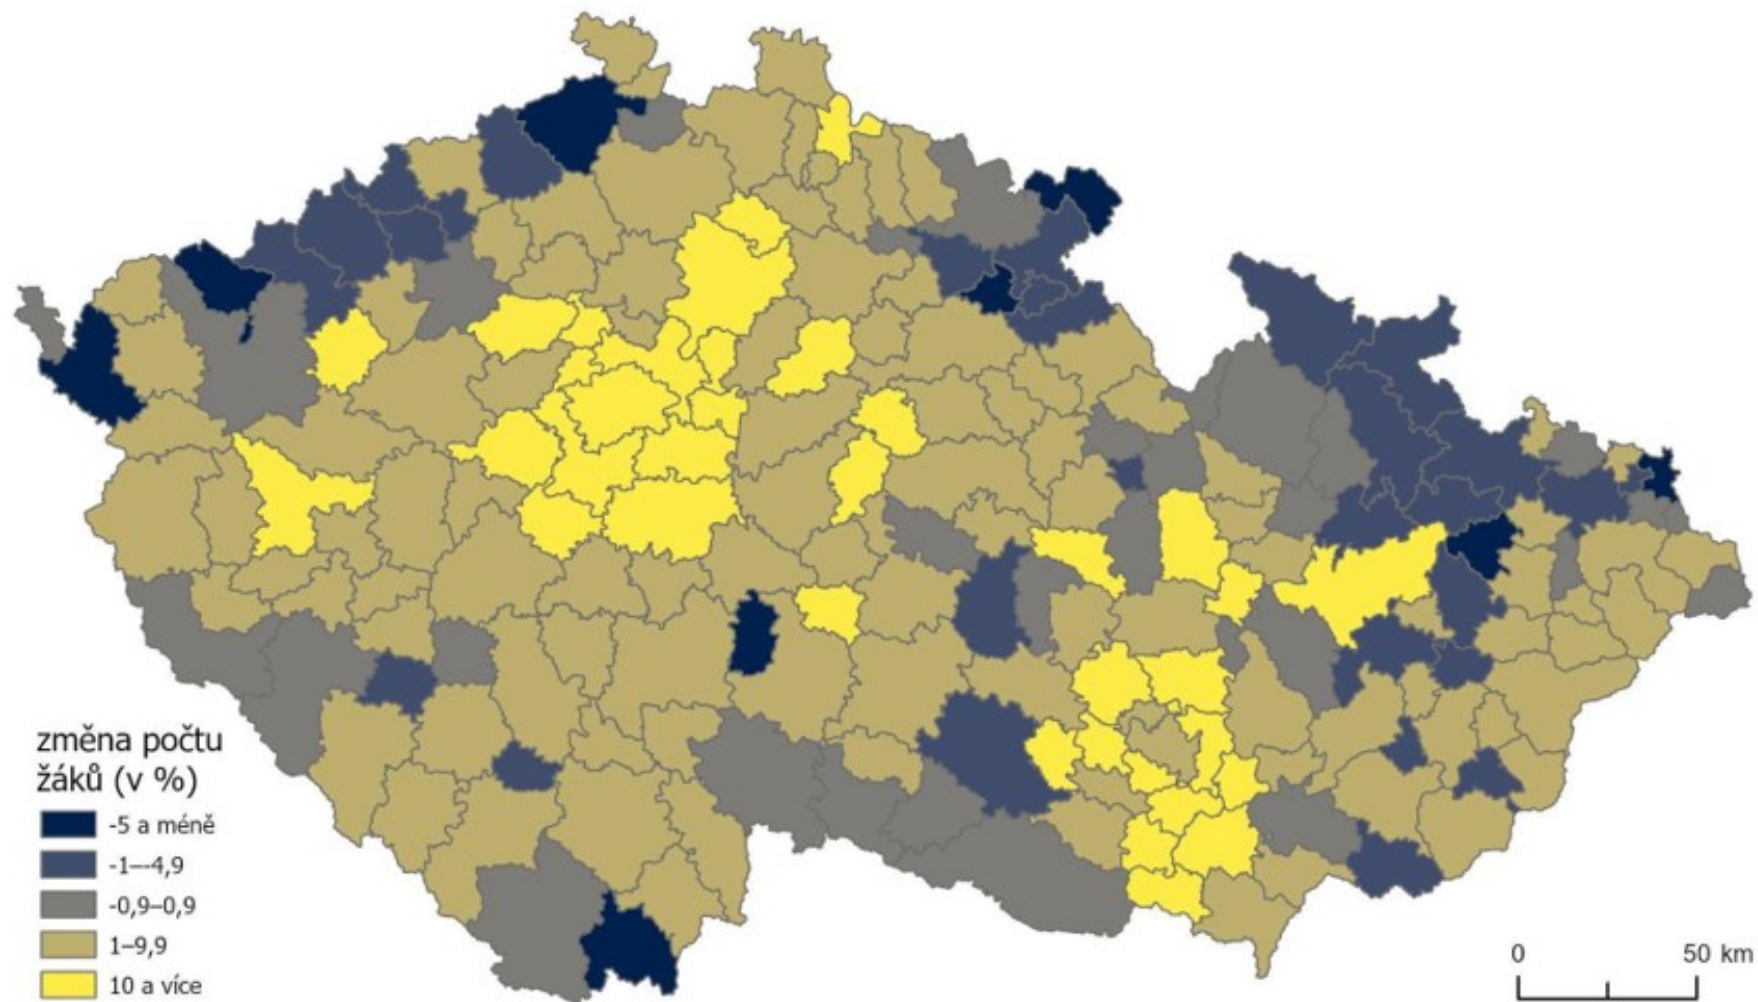 změna počtu
žáků (v %)
-5 a méně
-1–-4,9
-0,9–0,9
1–9,9
10 a více
0 50 km